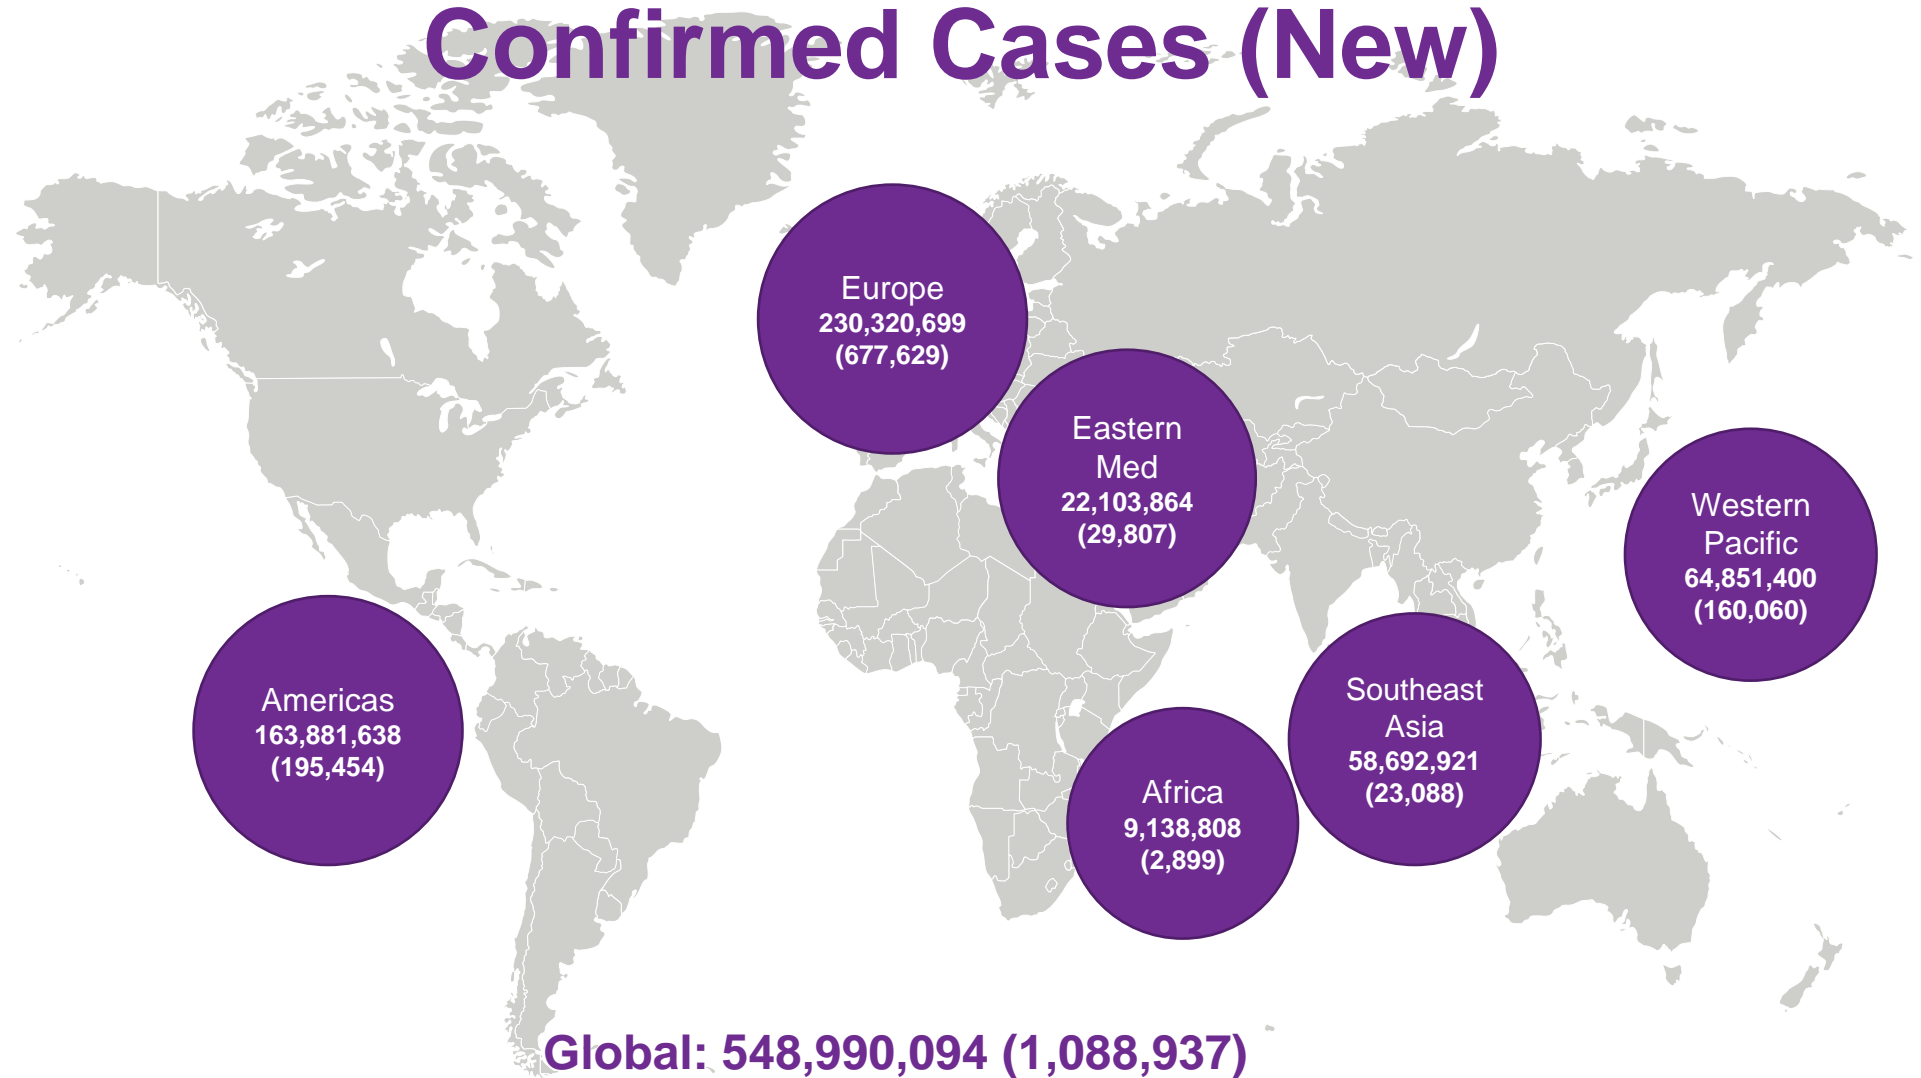 Confirmed Cases (New)
Europe
230,320,699
(677,629)
Eastern
Med
22,103,864
(29,807)
Western
Pacific
64,851,400
(160,060)
Americas
163,881,638
(195,454)
Southeast
Asia
58,692,921
(23,088)
Africa
9,138,808
(2,899)
Global: 548,990,094 (1,088,937)